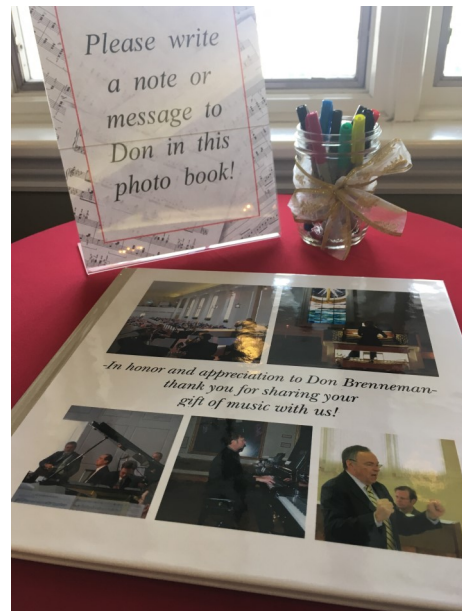 Please write
a note or
message to
Don in this
photo book!
-In honor and appreciation to Don Brenneman-
thank you for sharing your
gift of music with us!